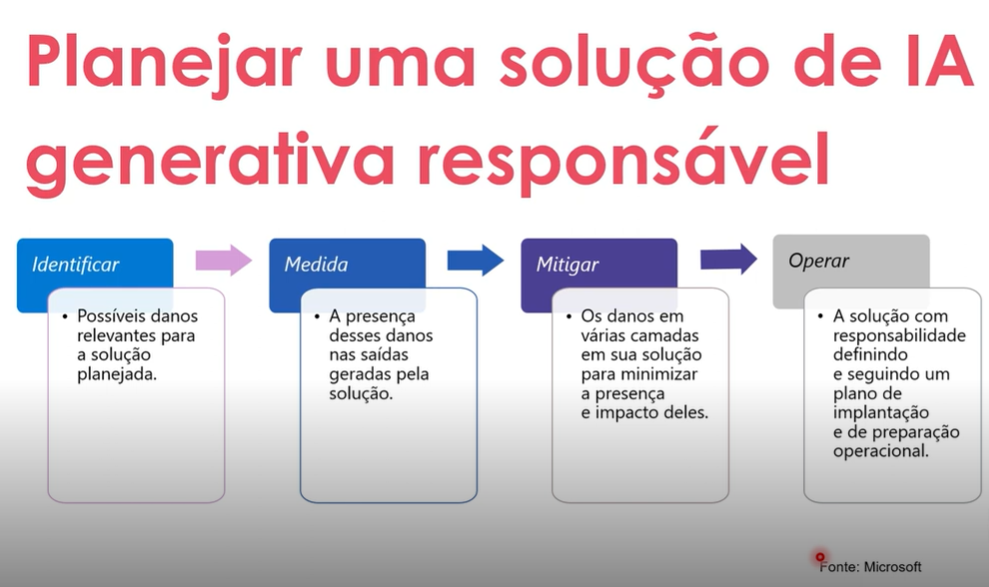 Planejar uma solução de IA
generativa responsável
Identificar
• Possíveis danos
relevantes para
a solução
planejada.
Medida
• A presença
desses danos
nas saídas
geradas pela
solução.
Mitigar
• Os danos em
várias camadas
em sua solução
para minimizar
a presença
e impacto deles.
Operar
• A solução com
responsabilidade
definindo
e seguindo um
plano de
implantação
e de preparação
operacional.
Fonte: Microsoft